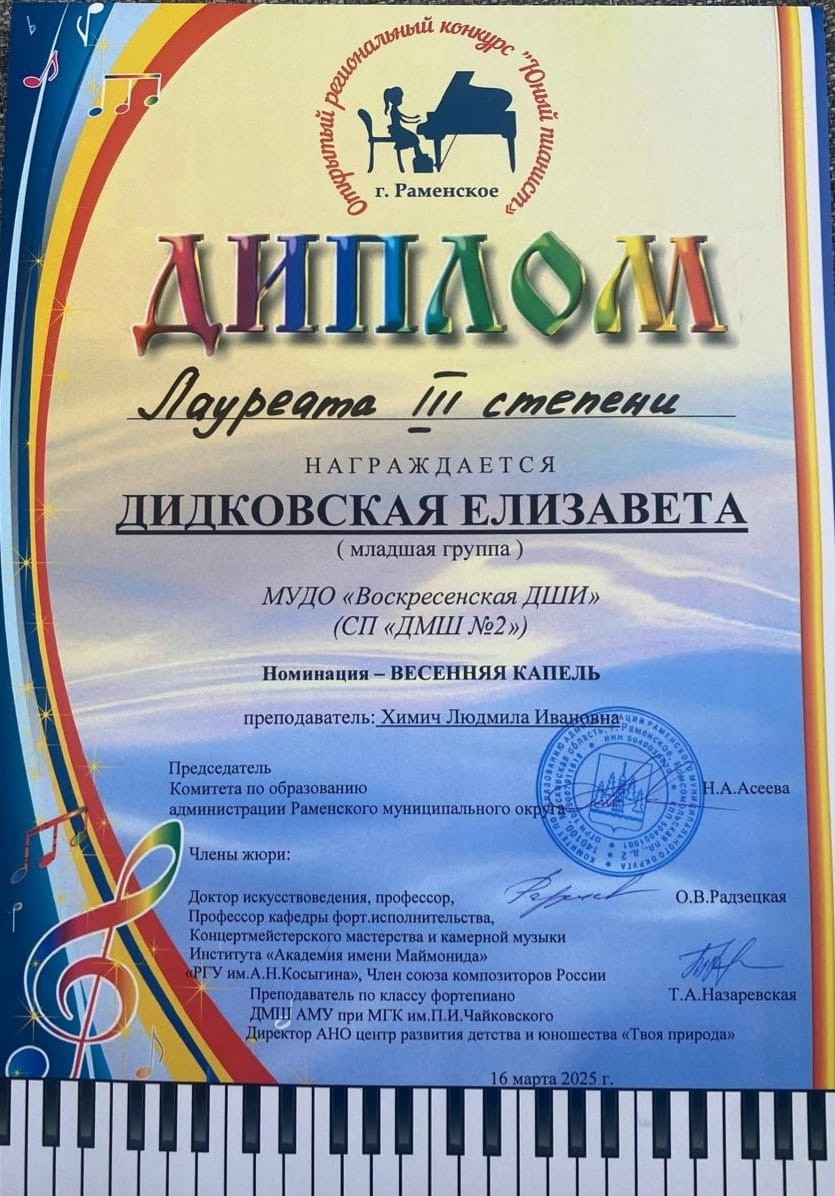 Открытый региональный конкурс "Юный пианист»
г. Раменское
ДИПЛОМ
Лауреата III степени
НАГРАЖДАЕТСЯ
ДИДКОВСКАЯ ЕЛИЗАВЕТА
( младшая группа )
МУДО «Воскресенская ДШИ»
(СП «ДМШ №2»)
Номинация – ВЕСЕННЯЯ КАПЕЛЬ
преподаватель: Химич Людмила Ивановна
Председатель
Комитета по образованию
администрации Раменского муниципального округа
Н.А.Асеева
Члены жюри:
Доктор искусствоведения, профессор,
О.В.Радзецкая
Профессор кафедры форт.исполнительства,
Концертмейстерского мастерства и камерной музыки
Института «Академия имени Маймонида»
«РГУ им.А.Н.Косыгина», Член союза композиторов России
Преподаватель по классу фортепиано
Т.А.Назаревская
ДМШ АМУ при МГК им.П.И.Чайковского
Директор АНО центр развития детства и юношества «Твоя природа»
16 марта 2025 г.